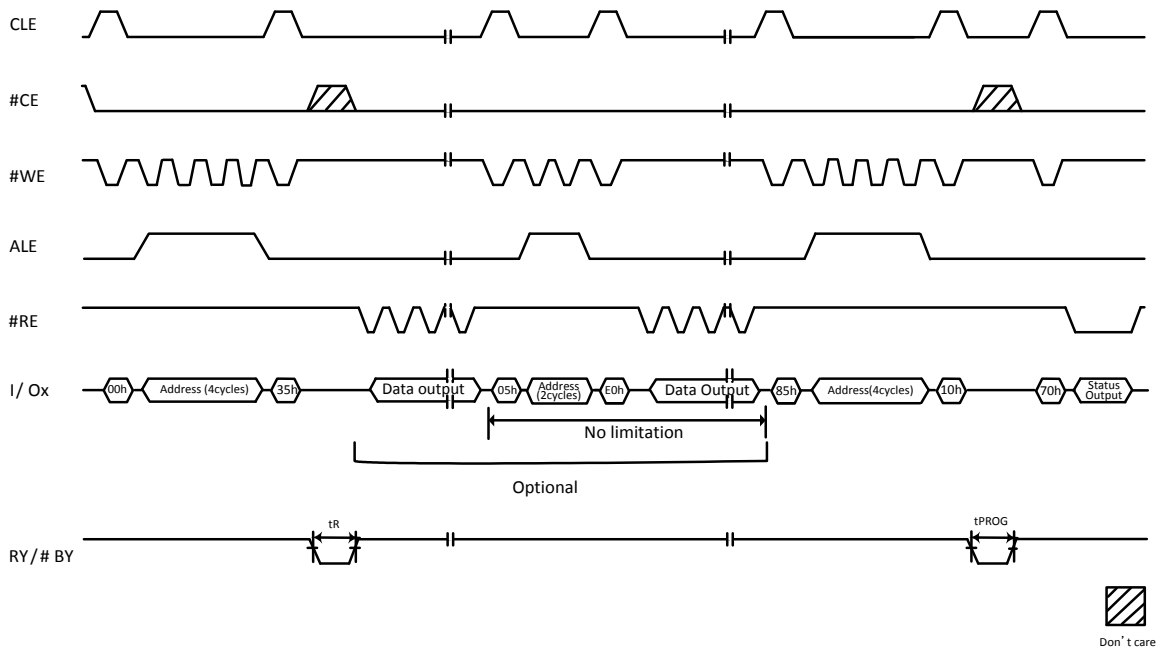 CLE
#CE
#WE
ALE
#RE
I/ Ox
00h
Address (4cycles)
35h
Data output
05h
Address
(2cycles)
E0h
Data Output
85h
Address(4cycles)
10h
70h
Status
Output
No limitation
Optional
tR
tPROG
RY/# BY
Don't care